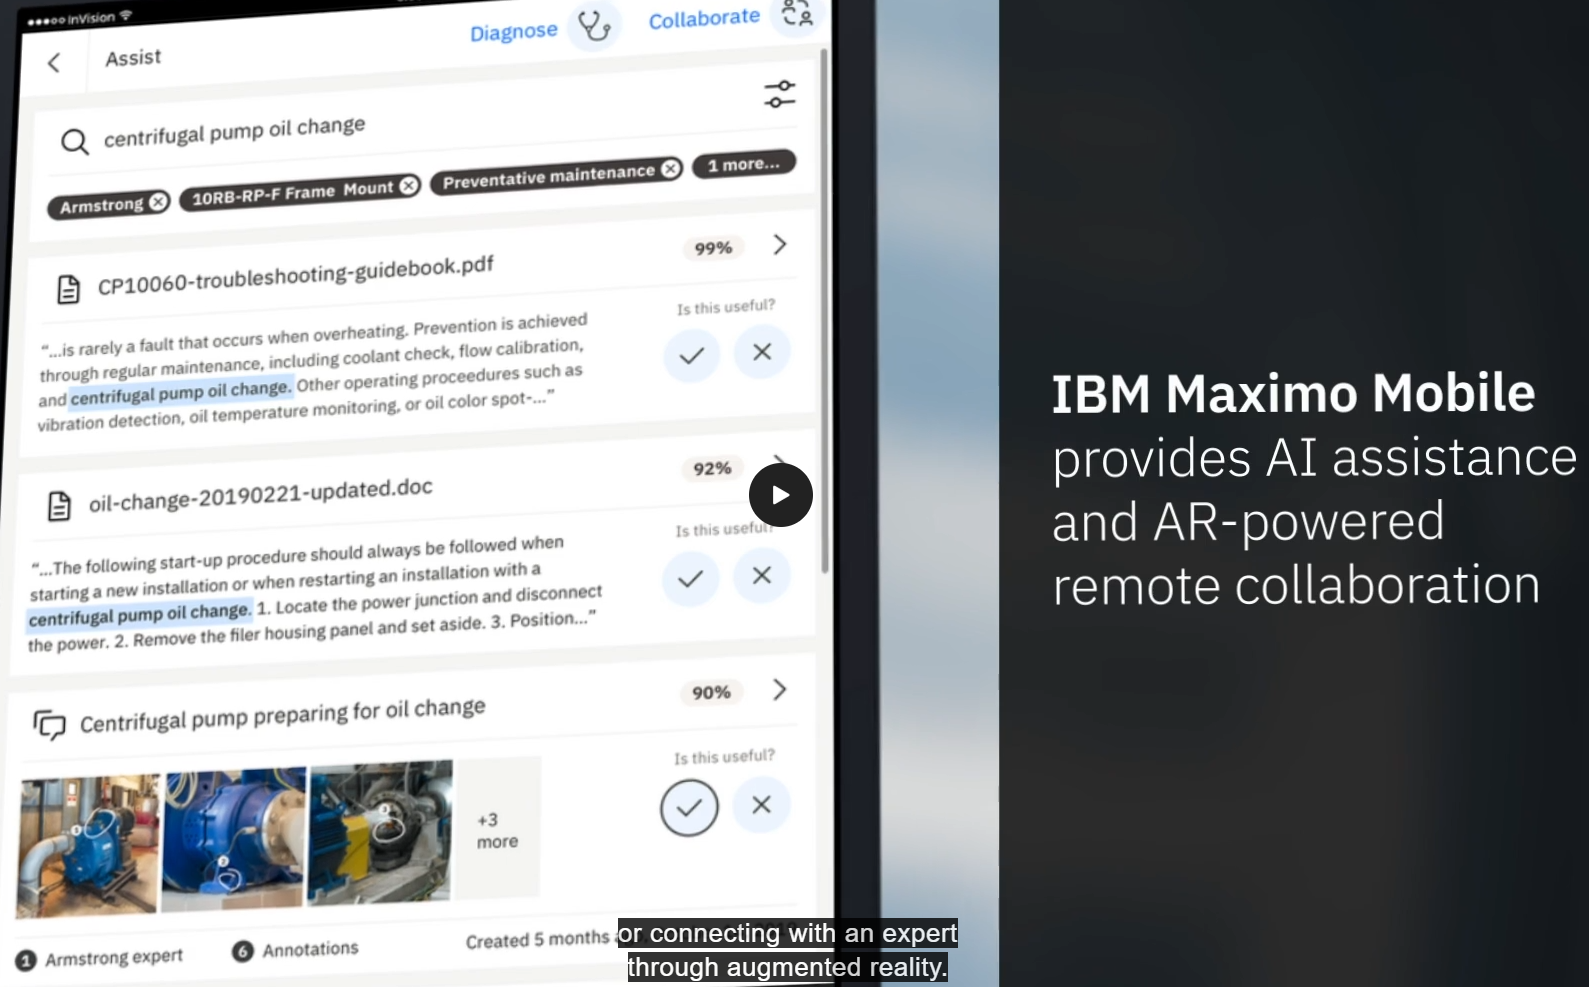 InVision
Assist
Diagnose
Collaborate
centrifugal pump oil change
Armstrong
10RB-RP-F Frame Mount
Preventative maintenance
1 more...
CP10060-troubleshooting-guidebook.pdf
99%
"...is rarely a fault that occurs when overheating. Prevention is achieved
through regular maintenance, including coolant check, flow calibration,
and centrifugal pump oil change. Other operating proceedures such as
vibration detection, oil temperature monitoring, or oil color spot-..."
Is this useful?
oil-change-20190221-updated.doc
92%
"...The following start-up procedure should always be followed when
starting a new installation or when restarting an installation with a
centrifugal pump oil change. 1. Locate the power junction and disconnect
the power. 2. Remove the filer housing panel and set aside. 3. Position..."
Is this useful?
Centrifugal pump preparing for oil change
90%
Is this useful?
+3
more
1 Armstrong expert
6 Annotations
Created 5 months
IBM Maximo Mobile
provides AI assistance
and AR-powered
remote collaboration
or connecting with an expert
through augmented reality.